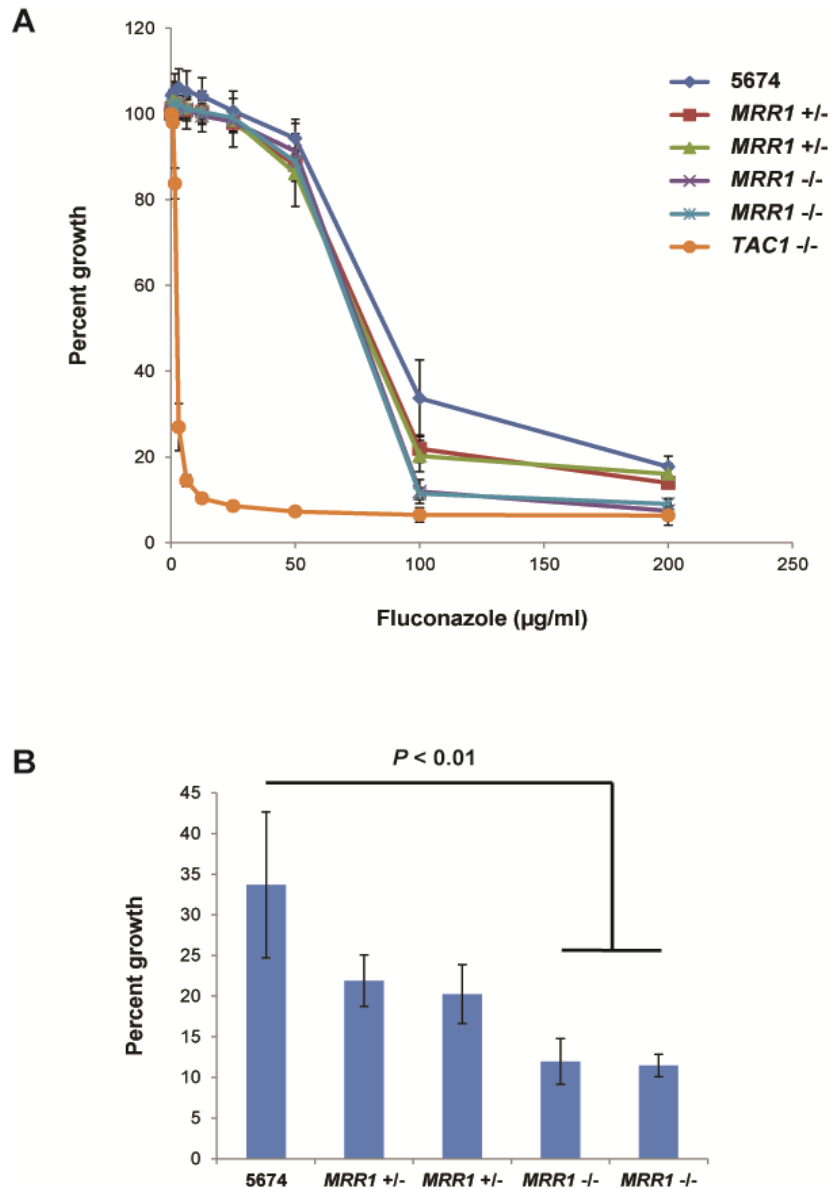 A
120
100
80
60
40
20
0
Percent growth
0 50 100 150 200 250
Fluconazole (µg/ml)
5674
MRR1 +/-
MRR1 +/-
MRR1 -/-
MRR1 -/-
TAC1 -/-
B
P < 0.01
45
40
35
30
25
20
15
10
5
0
Percent growth
5674 MRR1 +/- MRR1 +/- MRR1 -/- MRR1 -/-